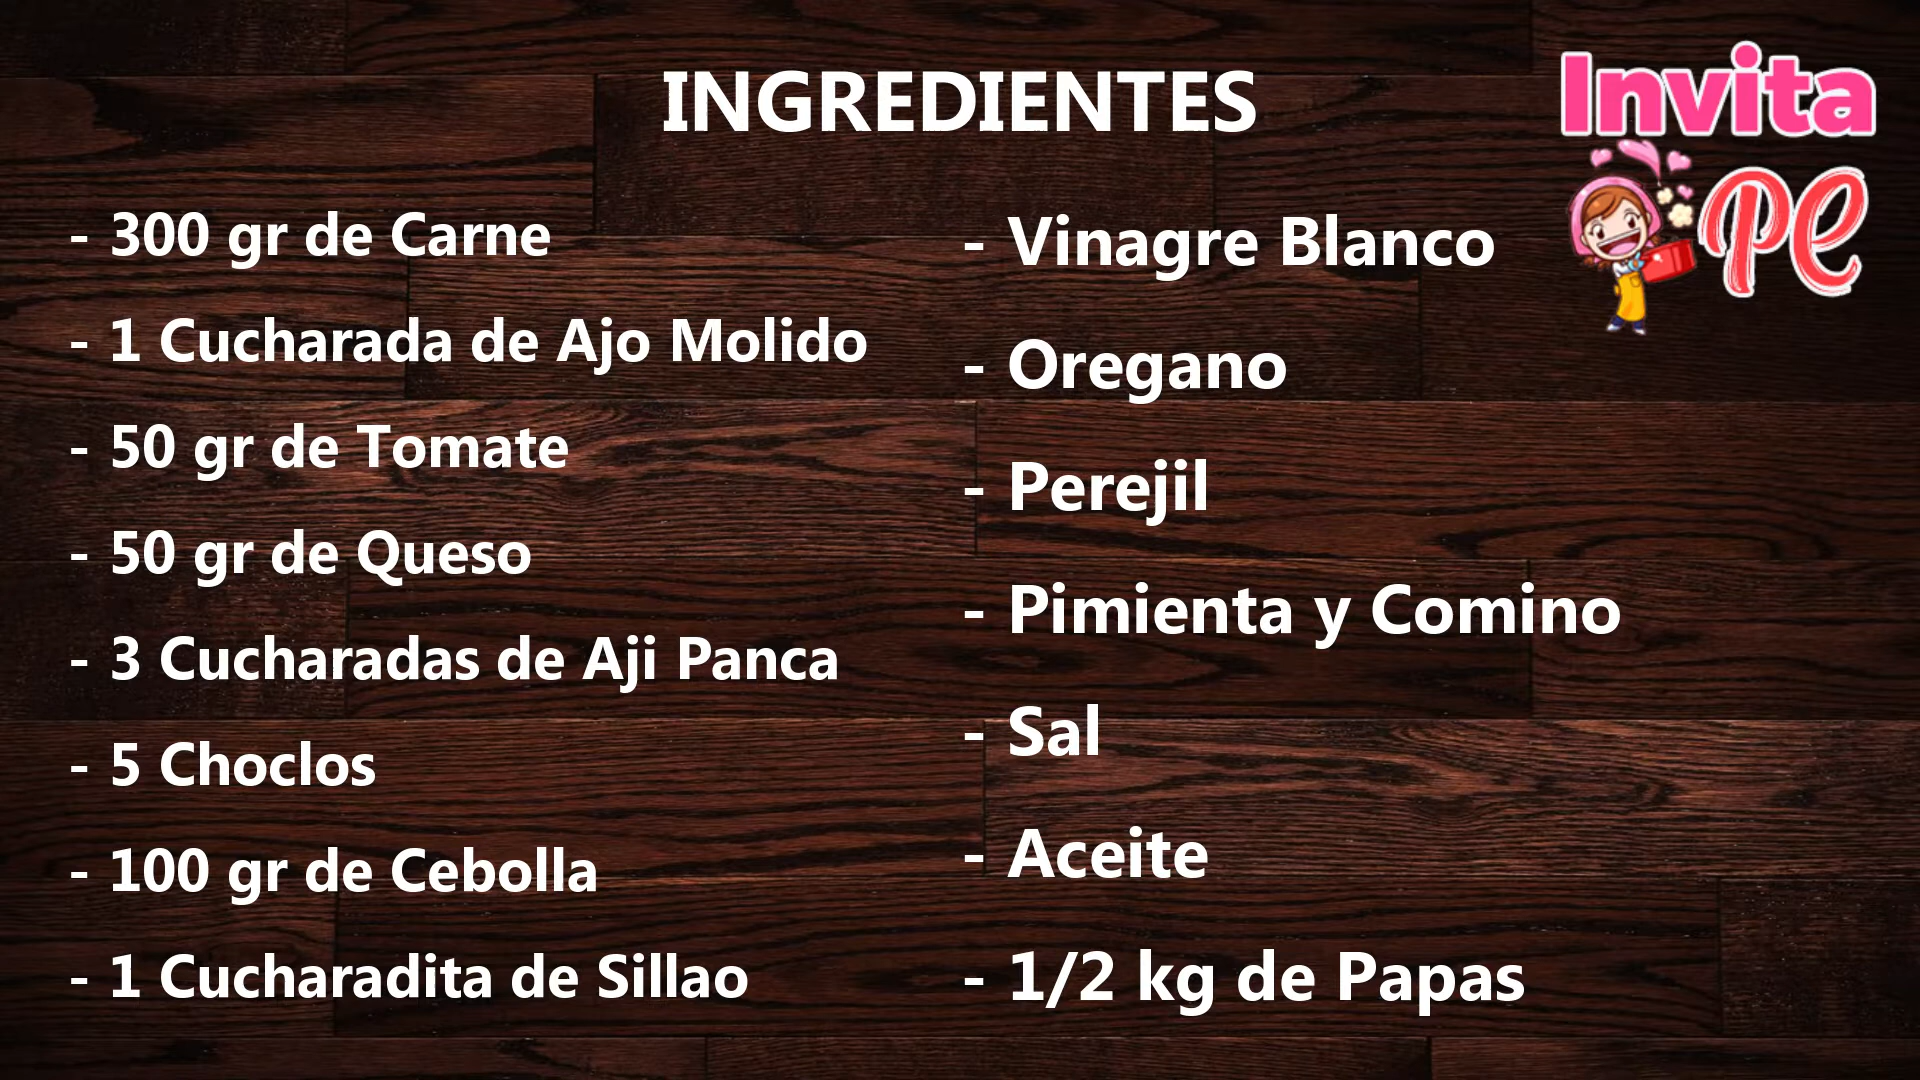 INGREDIENTES
Invita
PE
- 300 gr de Carne
- 1 Cucharada de Ajo Molido
- 50 gr de Tomate
- 50 gr de Queso
- 3 Cucharadas de Aji Panca
- 5 Choclos
- 100 gr de Cebolla
- 1 Cucharadita de Sillao
- Vinagre Blanco
- Oregano
- Perejil
- Pimienta y Comino
- Sal
- Aceite
- 1/2 kg de Papas